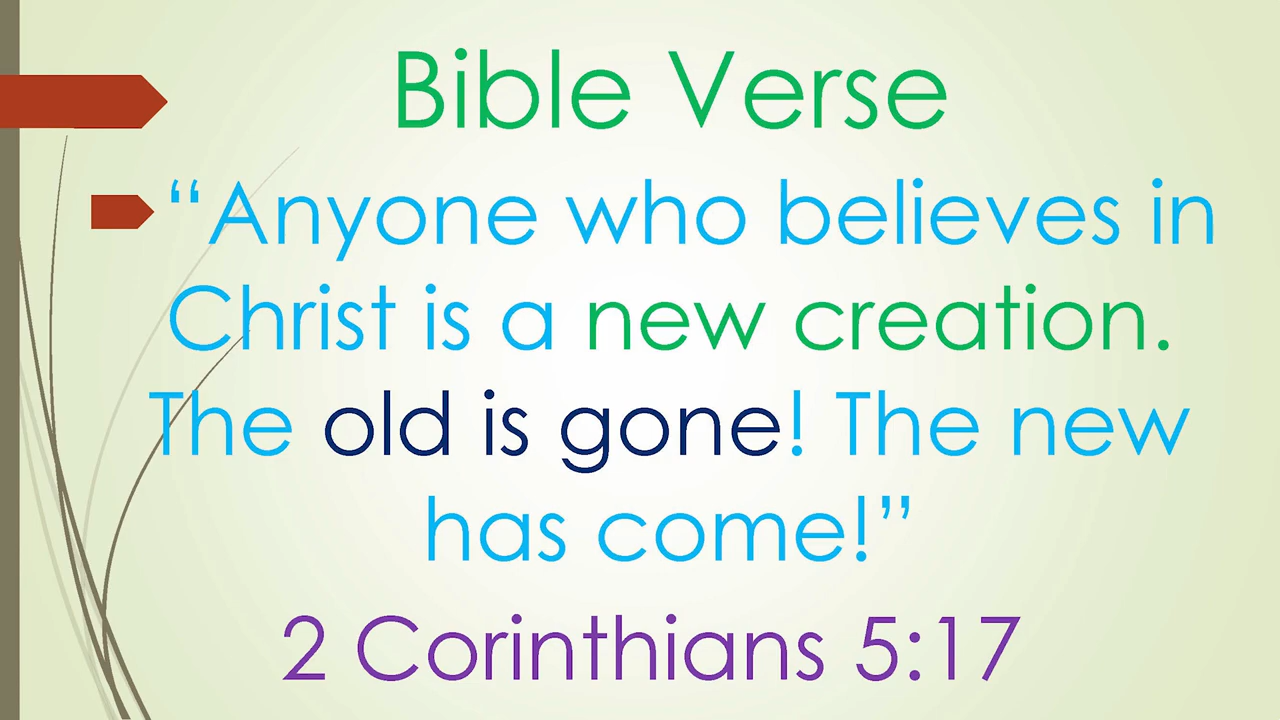 Bible Verse
“Anyone who believes in
Christ is a new creation.
The old is gone! The new
has come!”
2 Corinthians 5:17